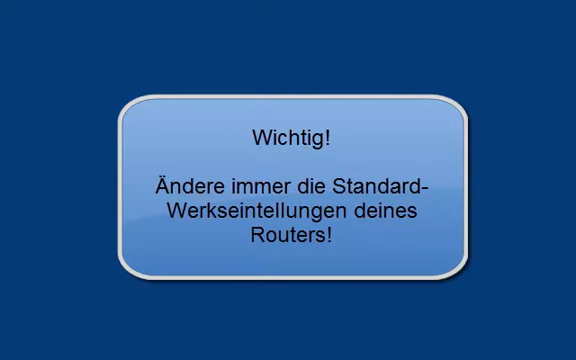 Wichtig!
Ändere immer die Standard-
Werkseintellungen deines
Routers!